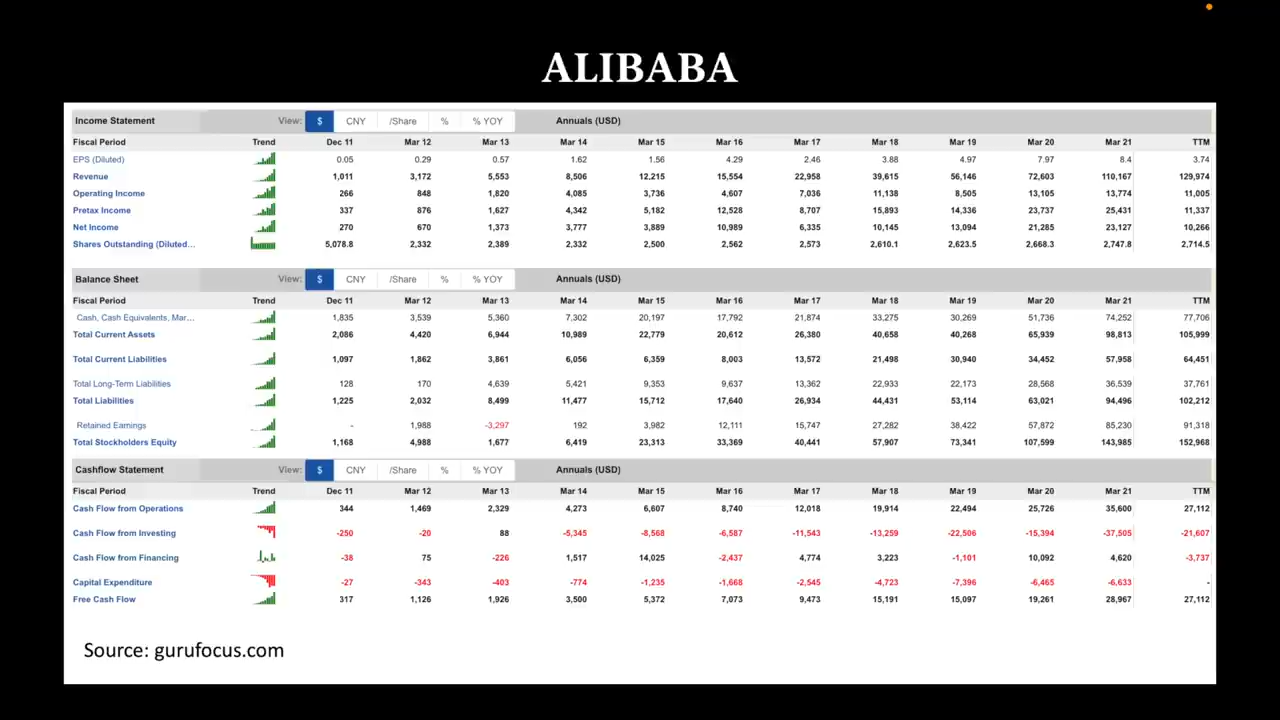 ALIBABA
Income Statement View: $ CNY /Share % % YOY Annuals (USD)
Fiscal Period Trend Dec 11 Mar 12 Mar 13 Mar 14 Mar 15 Mar 16 Mar 17 Mar 18 Mar 19 Mar 20 Mar 21 TTM
EPS (Diluted) 0.05 0.29 0.57 1.62 1.56 4.29 2.46 3.88 4.97 7.97 8.4 3.74
Revenue 1,011 3,172 5,553 8,506 12,215 15,554 22,958 39,615 56,146 72,603 110,167 129,974
Operating Income 266 848 1,820 4,085 3,736 4,607 7,036 11,138 8,505 13,105 13,774 11,005
Pretax Income 337 876 1,627 4,342 5,182 12,528 8,707 15,893 14,336 23,737 25,431 11,337
Net Income 270 670 1,373 3,777 3,889 10,989 6,335 10,145 13,094 21,285 23,127 10,266
Shares Outstanding (Diluted... 5,078.8 2,332 2,389 2,332 2,500 2,562 2,573 2,610.1 2,623.5 2,668.3 2,747.8 2,714.5
Balance Sheet View: $ CNY /Share % % YOY Annuals (USD)
Fiscal Period Trend Dec 11 Mar 12 Mar 13 Mar 14 Mar 15 Mar 16 Mar 17 Mar 18 Mar 19 Mar 20 Mar 21 TTM
Cash, Cash Equivalents, Mar... 1,835 3,539 5,360 7,302 20,197 17,792 21,874 33,275 30,269 51,736 74,252 77,706
Total Current Assets 2,086 4,420 6,944 10,989 22,779 20,612 26,380 40,658 40,268 65,939 98,813 105,999
Total Current Liabilities 1,097 1,862 3,861 6,056 6,359 8,003 13,572 21,498 30,940 34,452 57,958 64,451
Total Long-Term Liabilities 128 170 4,639 5,421 9,353 9,637 13,362 22,933 22,173 28,568 36,539 37,761
Total Liabilities 1,225 2,032 8,499 11,477 15,712 17,640 26,934 44,431 53,114 63,021 94,496 102,212
Retained Earnings - 1,988 -3,297 192 3,982 12,111 15,747 27,282 38,422 57,872 85,230 91,318
Total Stockholders Equity 1,168 4,988 1,677 6,419 23,313 33,369 40,441 57,907 73,341 107,599 143,985 152,968
Cashflow Statement View: $ CNY /Share % % YOY Annuals (USD)
Fiscal Period Trend Dec 11 Mar 12 Mar 13 Mar 14 Mar 15 Mar 16 Mar 17 Mar 18 Mar 19 Mar 20 Mar 21 TTM
Cash Flow from Operations 344 1,469 2,329 4,273 6,607 8,740 12,018 19,914 22,494 25,726 35,600 27,112
Cash Flow from Investing -250 -20 88 -5,345 -8,568 -6,587 -11,543 -13,259 -22,506 -15,394 -37,505 -21,607
Cash Flow from Financing -38 75 -226 1,517 14,025 -2,437 4,774 3,223 -1,101 10,092 4,620 -3,737
Capital Expenditure -27 -343 -403 -774 -1,235 -1,668 -2,545 -4,723 -7,396 -6,465 -6,633 -
Free Cash Flow 317 1,126 1,926 3,500 5,372 7,073 9,473 15,191 15,097 19,261 28,967 27,112
Source: gurufocus.com